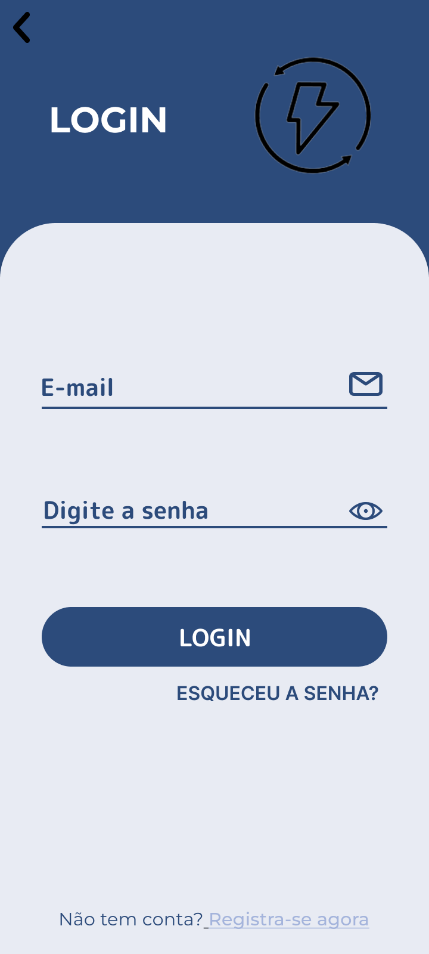 LOGIN
E-mail
Digite a senha
LOGIN
ESQUECEU A SENHA?
Não tem conta? Registra-se agora